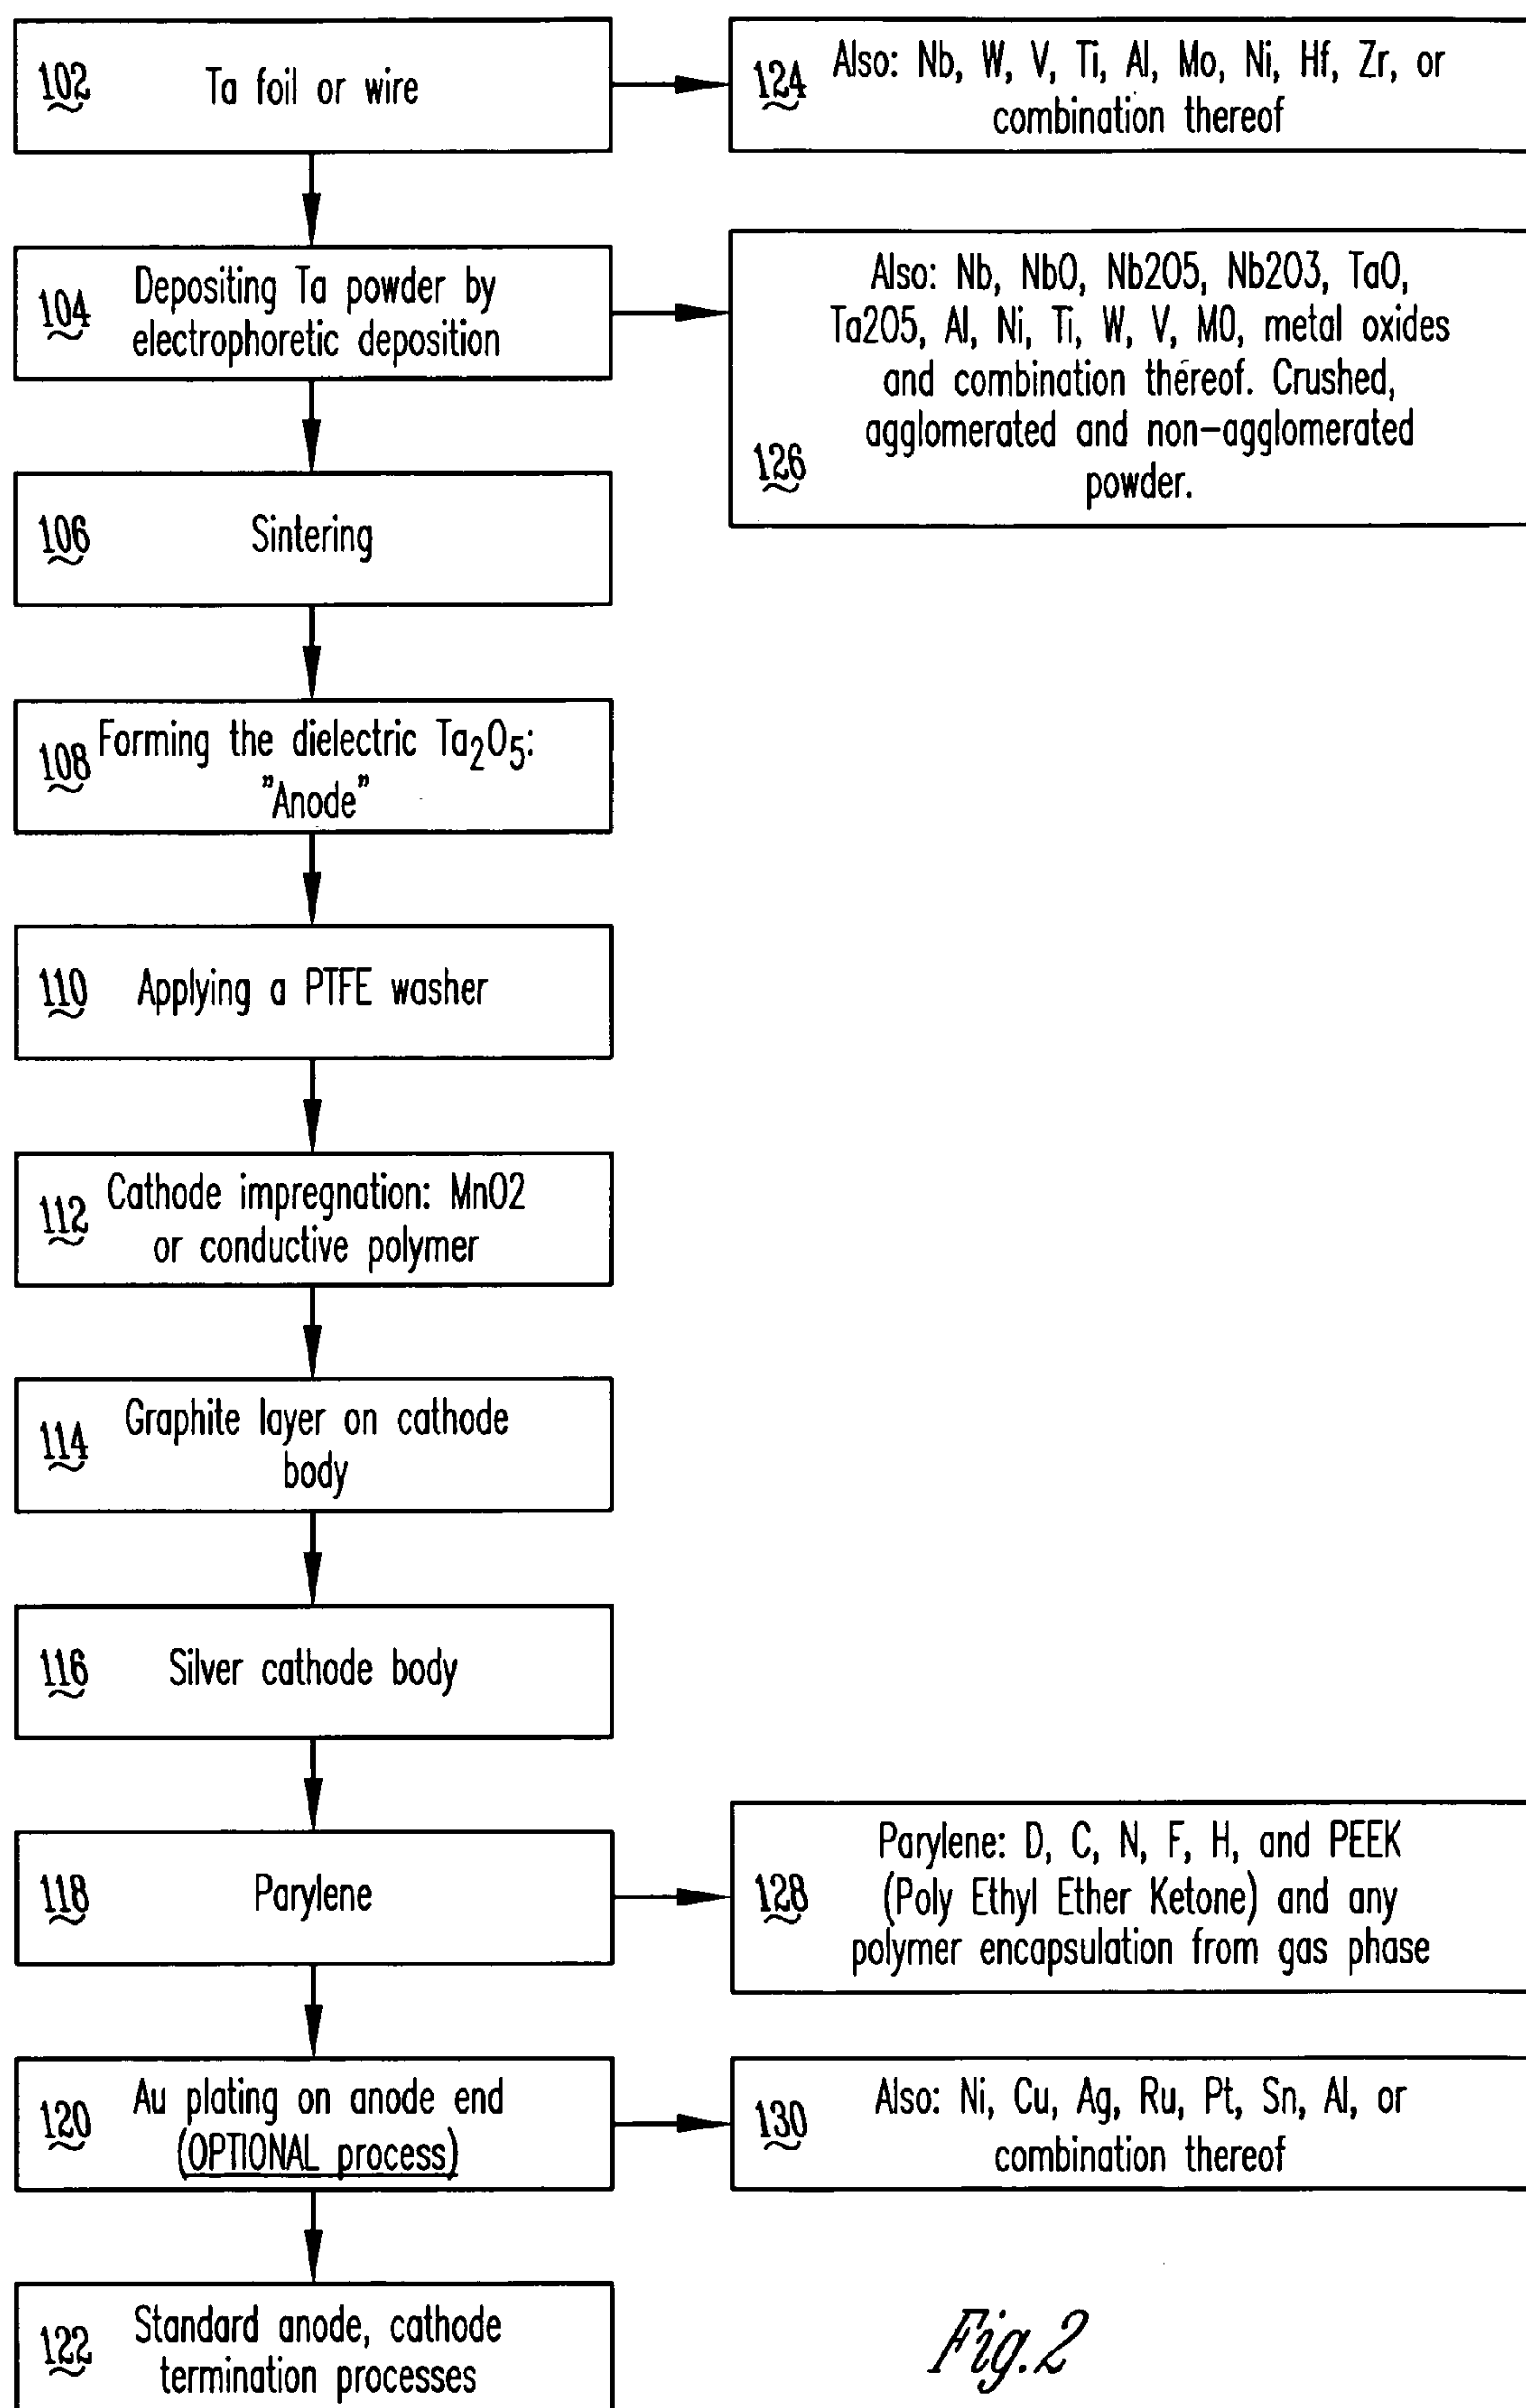 102 Ta foil or wire
124 Also: Nb, W, V, Ti, Al, Mo, Ni, Hf, Zr, or
combination thereof
104 Depositing Ta powder by
electrophoretic deposition
Also: Nb, NbO, Nb2O5, Nb2O3, TaO,
Ta2O5, Al, Ni, Ti, W, V, MO, metal oxides
and combination thereof. Crushed,
agglomerated and non-agglomerated
126 powder.
106 Sintering
108 Forming the dielectric Ta₂O₅:
"Anode"
110 Applying a PTFE washer
112 Cathode impregnation: MnO2
or conductive polymer
114 Graphite layer on cathode
body
116 Silver cathode body
118 Parylene
Parylene: D, C, N, F, H, and PEEK
128 (Poly Ethyl Ether Ketone) and any
polymer encapsulation from gas phase
120 Au plating on anode end
(OPTIONAL process)
130 Also: Ni, Cu, Ag, Ru, Pt, Sn, Al, or
combination thereof
122 Standard anode, cathode
termination processes
Fig.2